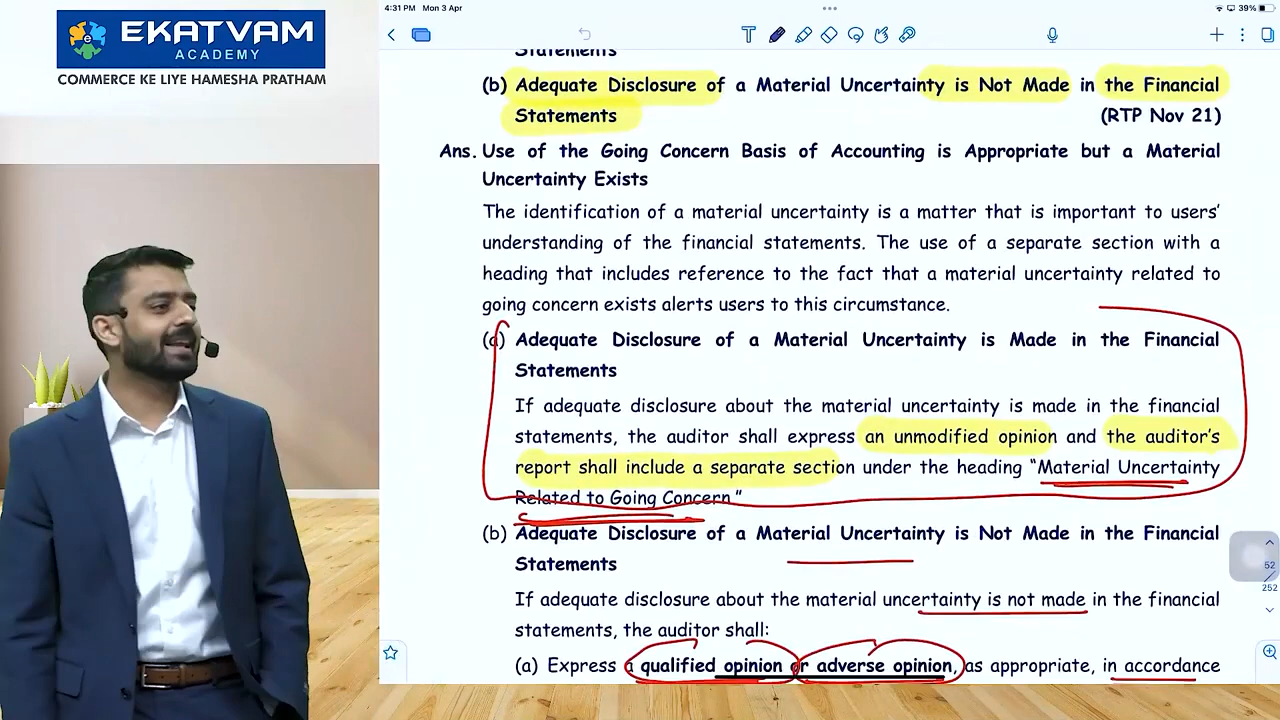 EKATVAM
ACADEMY
COMMERCE KE LIYE HAMESHA PRATHAM
4:31 PM Mon 3 Apr
39%
Statements
(b) Adequate Disclosure of a Material Uncertainty is Not Made in the Financial
Statements (RTP Nov 21)
Ans. Use of the Going Concern Basis of Accounting is Appropriate but a Material
Uncertainty Exists
The identification of a material uncertainty is a matter that is important to users’
understanding of the financial statements. The use of a separate section with a
heading that includes reference to the fact that a material uncertainty related to
going concern exists alerts users to this circumstance.
(a) Adequate Disclosure of a Material Uncertainty is Made in the Financial
Statements
If adequate disclosure about the material uncertainty is made in the financial
statements, the auditor shall express an unmodified opinion and the auditor’s
report shall include a separate section under the heading “Material Uncertainty
Related to Going Concern”
(b) Adequate Disclosure of a Material Uncertainty is Not Made in the Financial
Statements
If adequate disclosure about the material uncertainty is not made in the financial
statements, the auditor shall:
(a) Express a qualified opinion or adverse opinion, as appropriate, in accordance
52
252